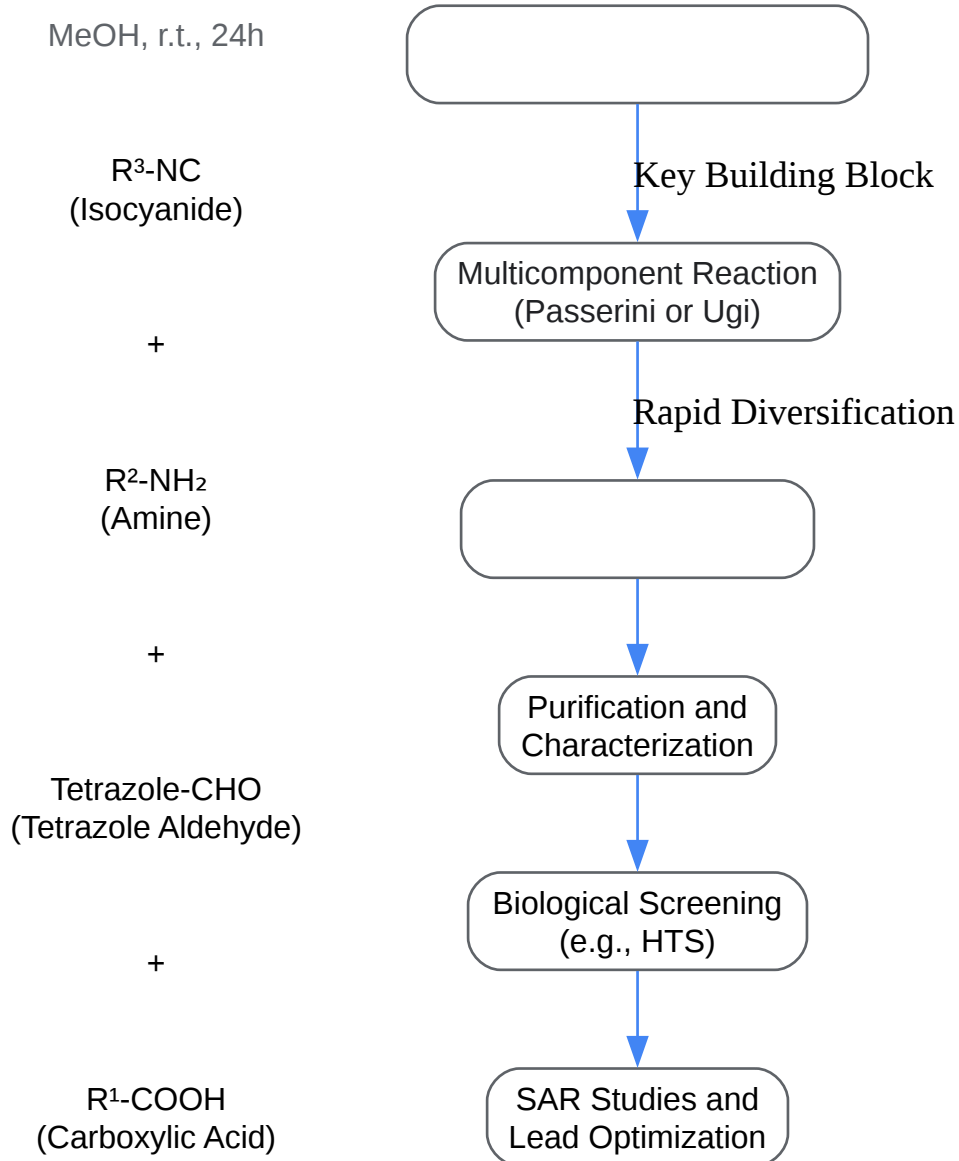 MeOH, r.t., 24h
R³-NC
(Isocyanide)
+
R²-NH₂
(Amine)
+
Tetrazole-CHO
(Tetrazole Aldehyde)
+
R¹-COOH
(Carboxylic Acid)
Key Building Block
Multicomponent Reaction
(Passerini or Ugi)
Rapid Diversification
Purification and
Characterization
Biological Screening
(e.g., HTS)
SAR Studies and
Lead Optimization